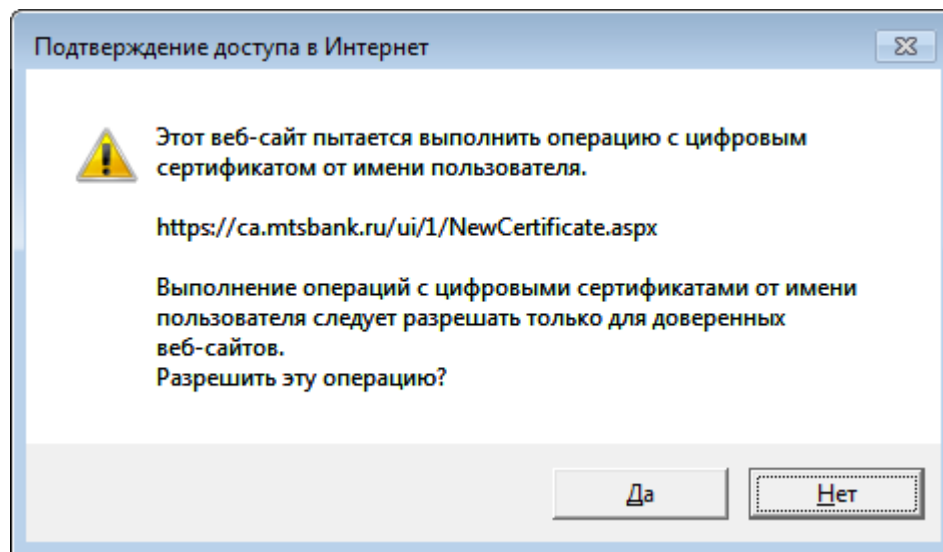 Подтверждение доступа в Интернет
Этот веб-сайт пытается выполнить операцию с цифровым
сертификатом от имени пользователя.
https://ca.mtsbank.ru/ui/1/NewCertificate.aspx
Выполнение операций с цифровыми сертификатами от имени
пользователя следует разрешать только для доверенных
веб-сайтов.
Разрешить эту операцию?
Да Нет